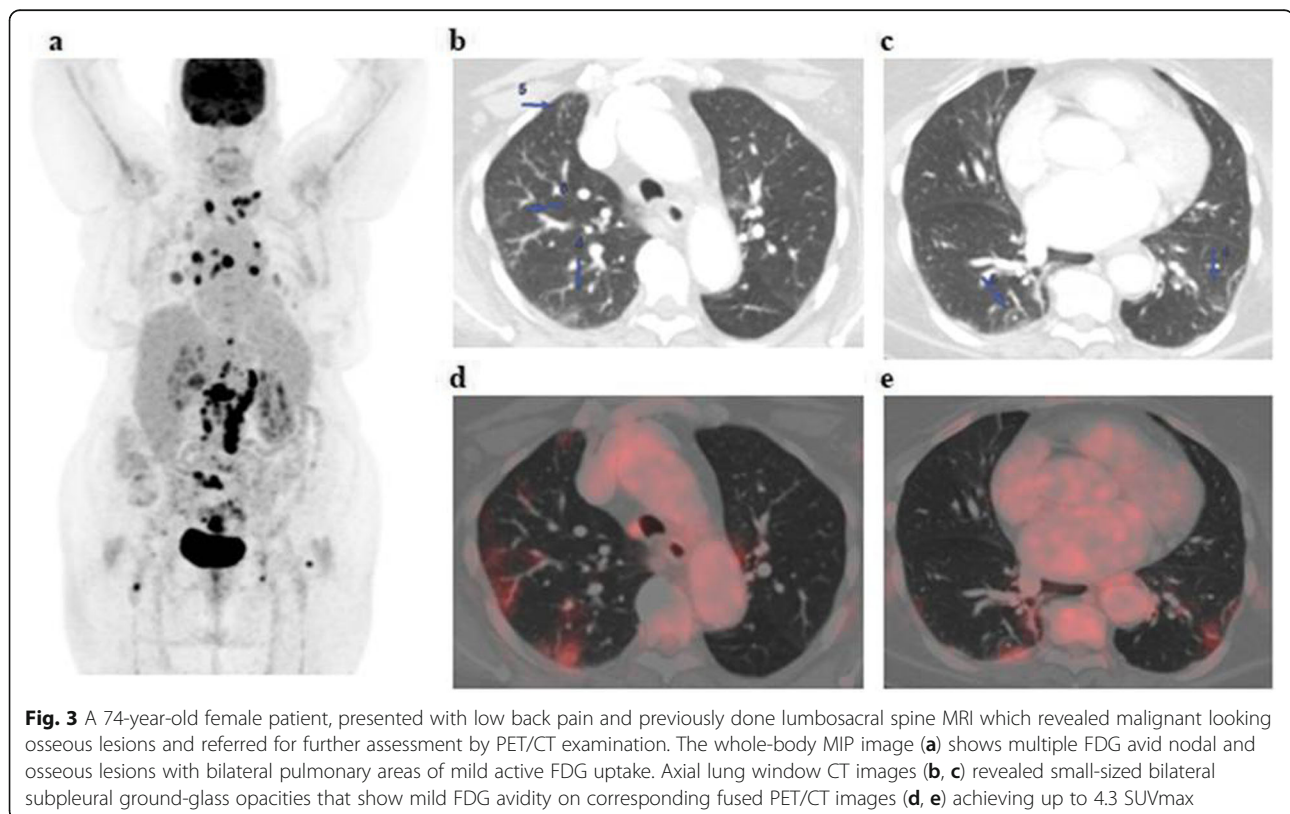 a
b
c
5
4
d
e
Fig. 3 A 74-year-old female patient, presented with low back pain and previously done lumbosacral spine MRI which revealed malignant looking
osseous lesions and referred for further assessment by PET/CT examination. The whole-body MIP image (a) shows multiple FDG avid nodal and
osseous lesions with bilateral pulmonary areas of mild active FDG uptake. Axial lung window CT images (b, c) revealed small-sized bilateral
subpleural ground-glass opacities that show mild FDG avidity on corresponding fused PET/CT images (d, e) achieving up to 4.3 SUVmax